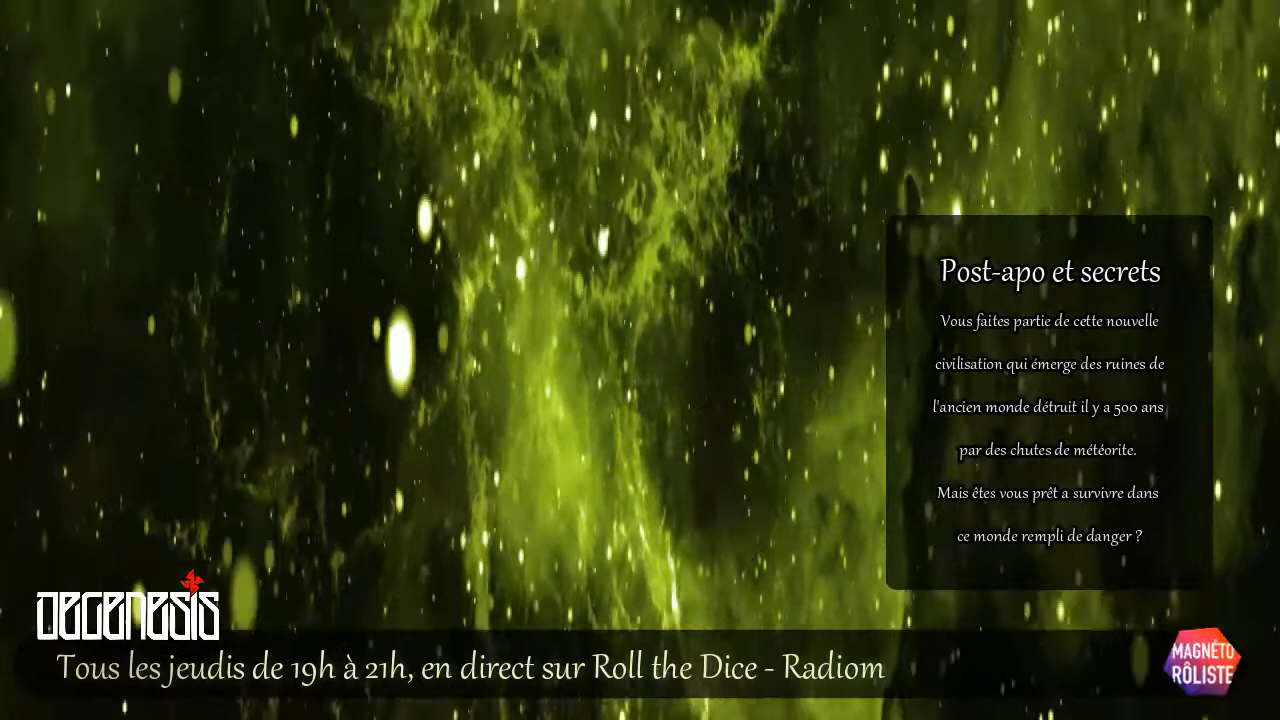 Post-apo et secrets
Vous faites partie de cette nouvelle
civilisation qui émerge des ruines de
l'ancien monde détruit il y a 500 ans
par des chutes de météorite.
Mais êtes vous prêt a survivre dans
ce monde rempli de danger ?
DEGENESIS
Tous les jeudis de 19h à 21h, en direct sur Roll the Dice - Radiom
MAGNÉTO
RÔLISTE